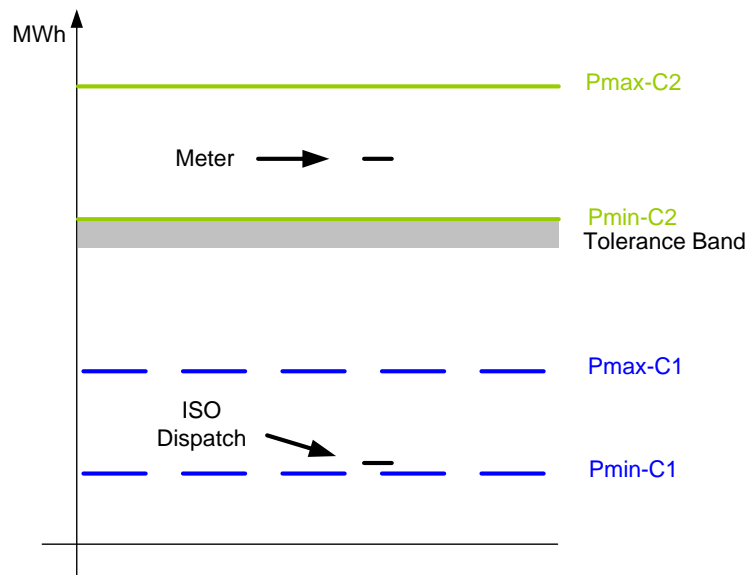 MWh
Pmax-C2
Meter
Pmin-C2
Tolerance Band
Pmax-C1
ISO
Dispatch
Pmin-C1